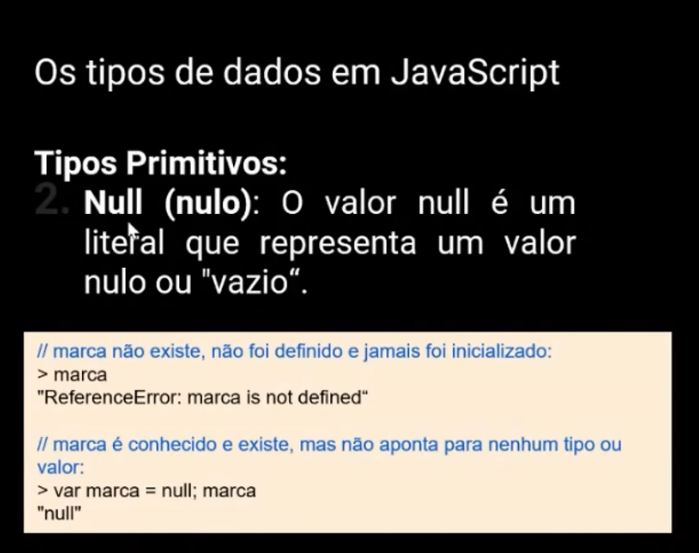 Os tipos de dados em JavaScript
Tipos Primitivos:
2. Null (nulo): O valor null é um
literal que representa um valor
nulo ou "vazio“.
// marca não existe, não foi definido e jamais foi inicializado:
> marca
"ReferenceError: marca is not defined“
// marca é conhecido e existe, mas não aponta para nenhum tipo ou
valor:
> var marca = null; marca
"null"